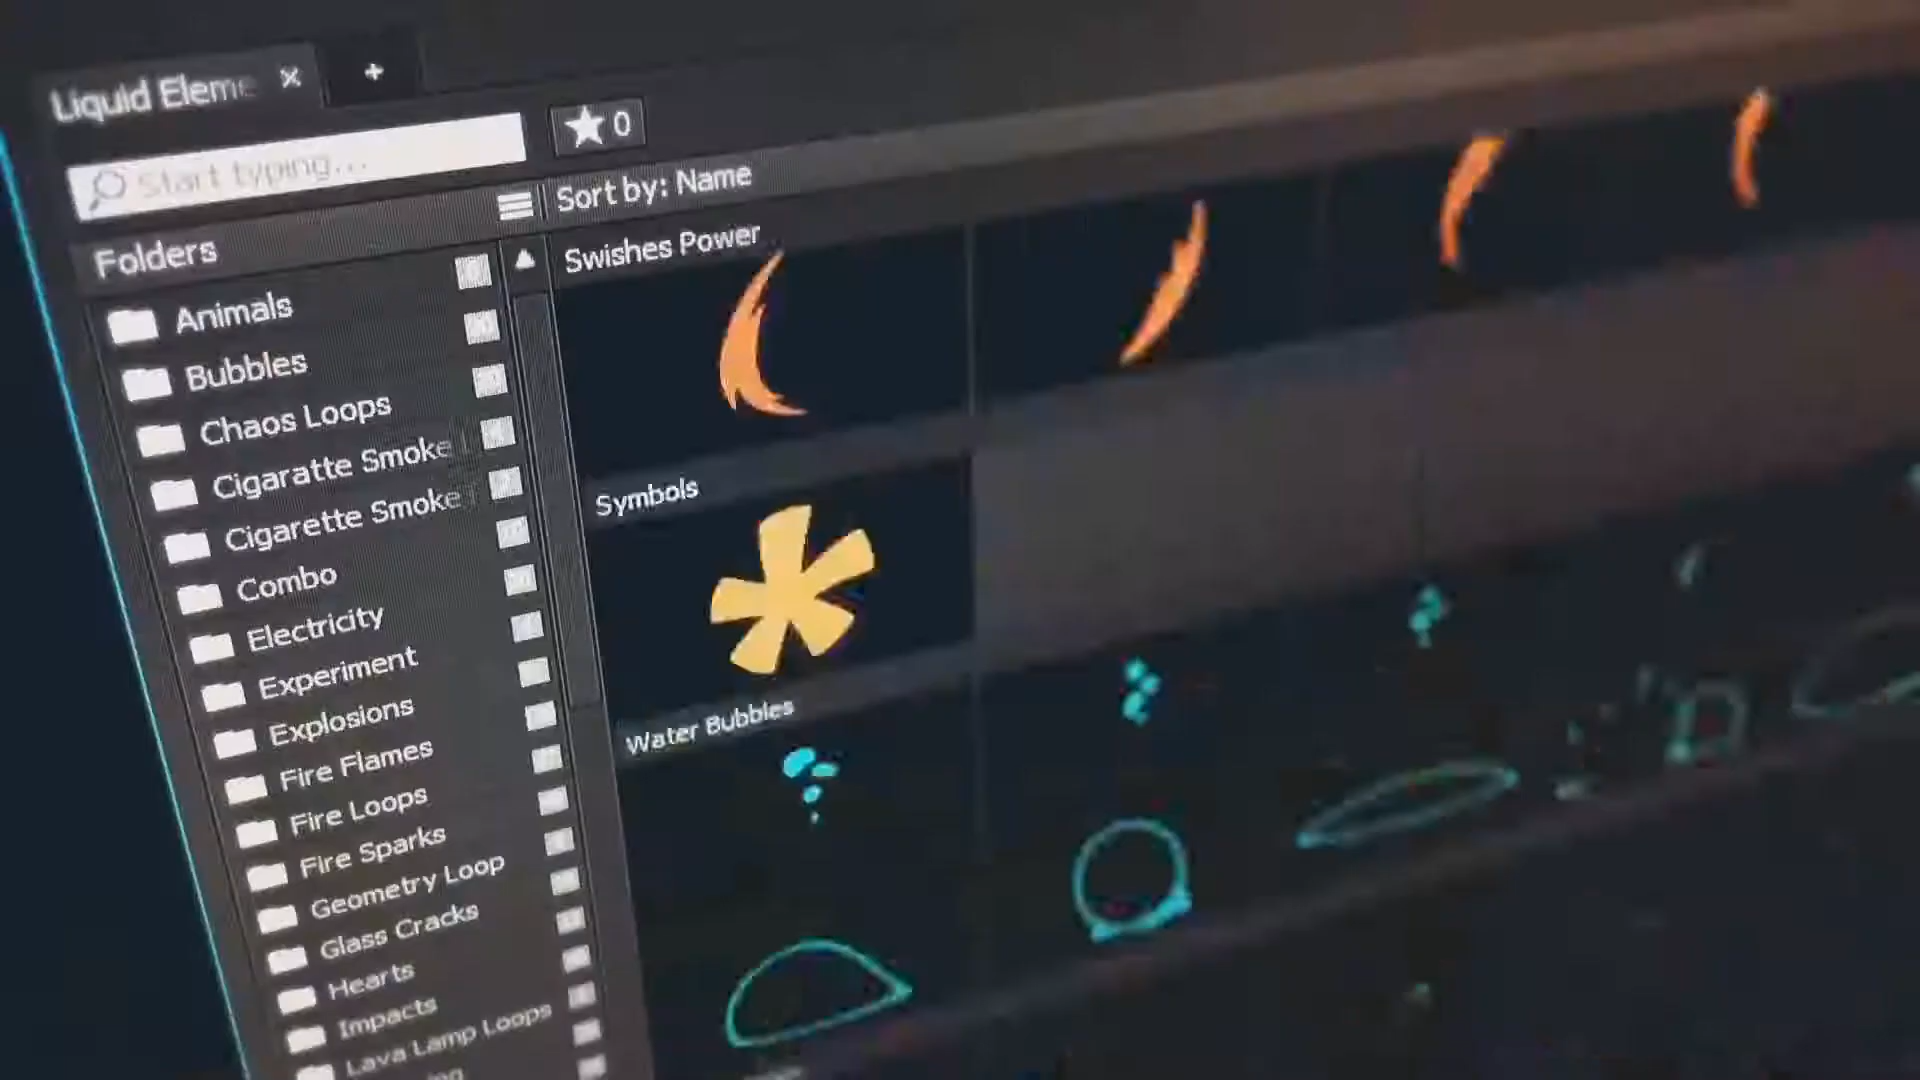 Liquid Eleme
0
Start typing...
Sort by: Name
Folders
Animals
Bubbles
Chaos Loops
Cigaratte Smoke
Cigarette Smoke
Combo
Electricity
Experiment
Explosions
Fire Flames
Fire Loops
Fire Sparks
Geometry Loop
Glass Cracks
Hearts
Impacts
Lava Lamp Loops
Swishes Power
Symbols
Water Bubbles